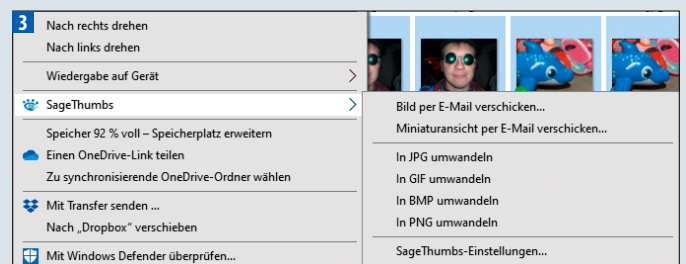 3
Nach rechts drehen
Nach links drehen
Wiedergabe auf Gerät
SageThumbs
Speicher 92 % voll – Speicherplatz erweitern
Einen OneDrive-Link teilen
Zu synchronisierende OneDrive-Ordner wählen
Mit Transfer senden ...
Nach „Dropbox“ verschieben
Mit Windows Defender überprüfen...
Bild per E-Mail verschicken...
Miniaturansicht per E-Mail verschicken...
In JPG umwandeln
In GIF umwandeln
In BMP umwandeln
In PNG umwandeln
SageThumbs-Einstellungen...